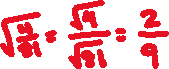 √(4/81) = √4/√81 = 2/9